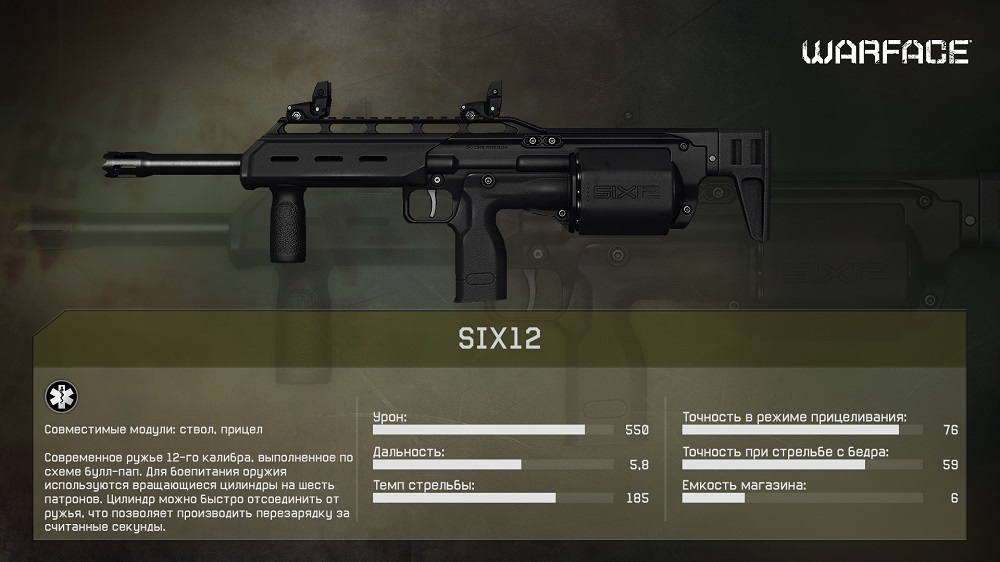 WARFACE
SIX12
SIX12
Совместимые модули: ствол, прицел
Современное ружье 12-го калибра, выполненное по
схеме булл-пап. Для боепитания оружия
используются вращающиеся цилиндры на шесть
патронов. Цилиндр можно быстро отсоединить от
ружья, что позволяет производить перезарядку за
считанные секунды.
Урон:
550
Дальность:
5,8
Темп стрельбы:
185
Точность в режиме прицеливания:
76
Точность при стрельбе с бедра:
59
Емкость магазина:
6